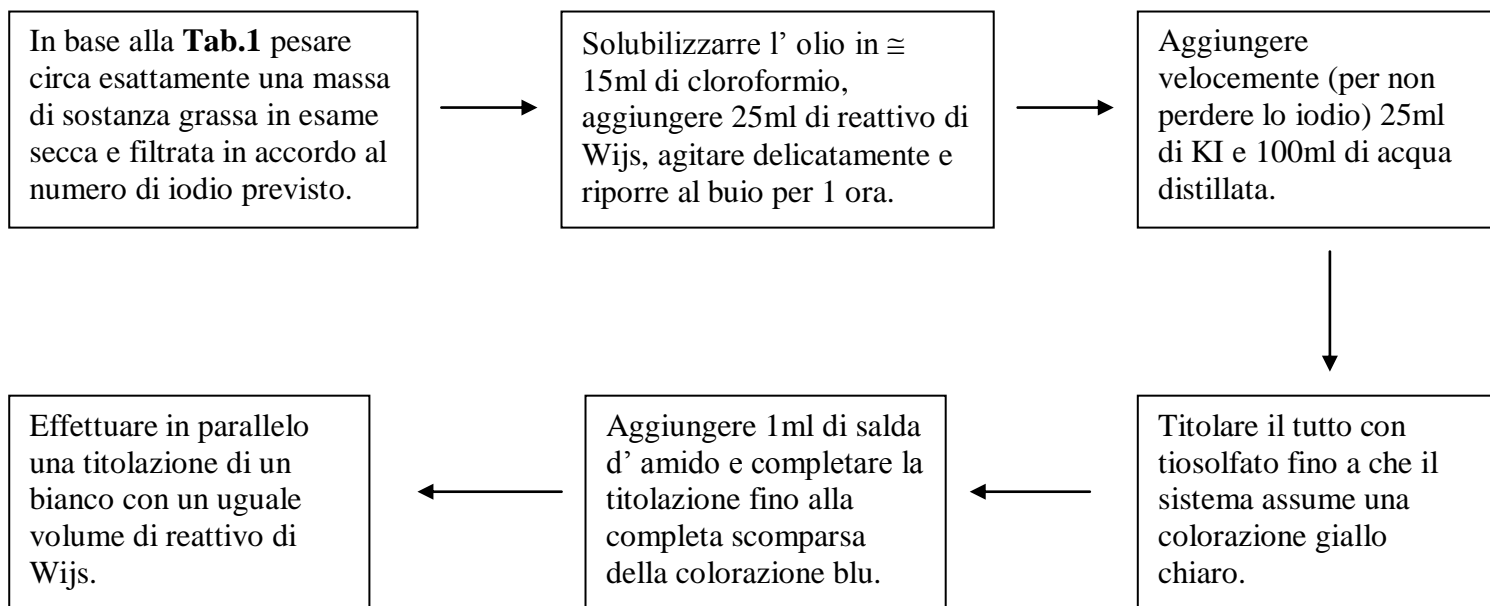 In base alla Tab.1 pesare
circa esattamente una massa
di sostanza grassa in esame
secca e filtrata in accordo al
numero di iodio previsto.
Solubilizzarre l’ olio in ≅
15ml di cloroformio,
aggiungere 25ml di reattivo di
Wijs, agitare delicatamente e
riporre al buio per 1 ora.
Aggiungere
velocemente (per non
perdere lo iodio) 25ml
di KI e 100ml di acqua
distillata.
Titolare il tutto con
tiosolfato fino a che il
sistema assume una
colorazione giallo
chiaro.
Aggiungere 1ml di salda
d’ amido e completare la
titolazione fino alla
completa scomparsa
della colorazione blu.
Effettuare in parallelo
una titolazione di un
bianco con un uguale
volume di reattivo di
Wijs.